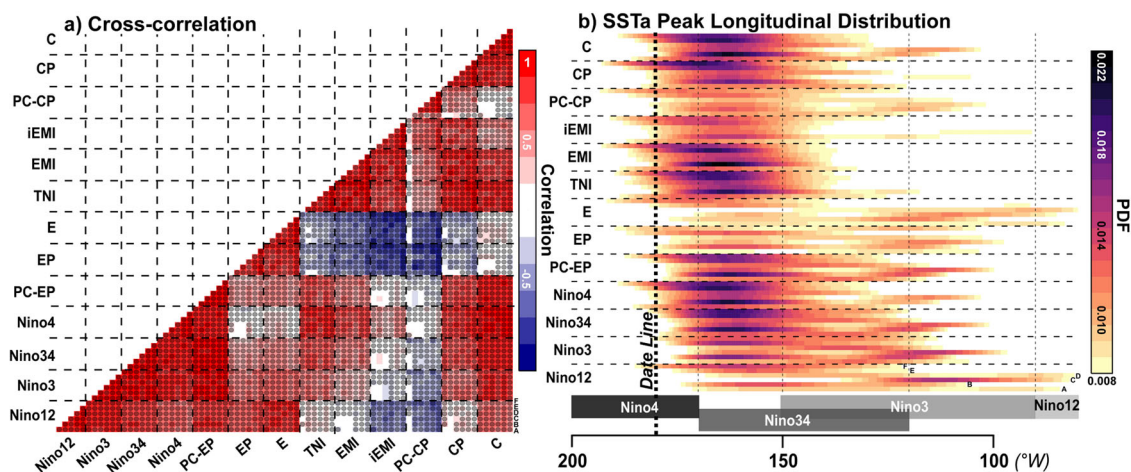 a) Cross-correlation
C
CP
PC-CP
iEMI
EMI
TNI
E
EP
PC-EP
Nino4
Nino34
Nino3
Nino12
F
E
D
C
B
A
Nino12 Nino3 Nino34 Nino4 PC-EP EP E TNI EMI iEMI PC-CP CP C
1
0.5
-0.5
Correlation
b) SSTa Peak Longitudinal Distribution
C
CP
PC-CP
iEMI
EMI
TNI
E
EP
PC-EP
Nino4
Nino34
Nino3
Nino12
Date Line
F
E
D
C
B
A
0.022
0.018
0.014
0.010
0.008
PDF
Nino4 Nino3 Nino12
Nino34
200 150 100 (°W)